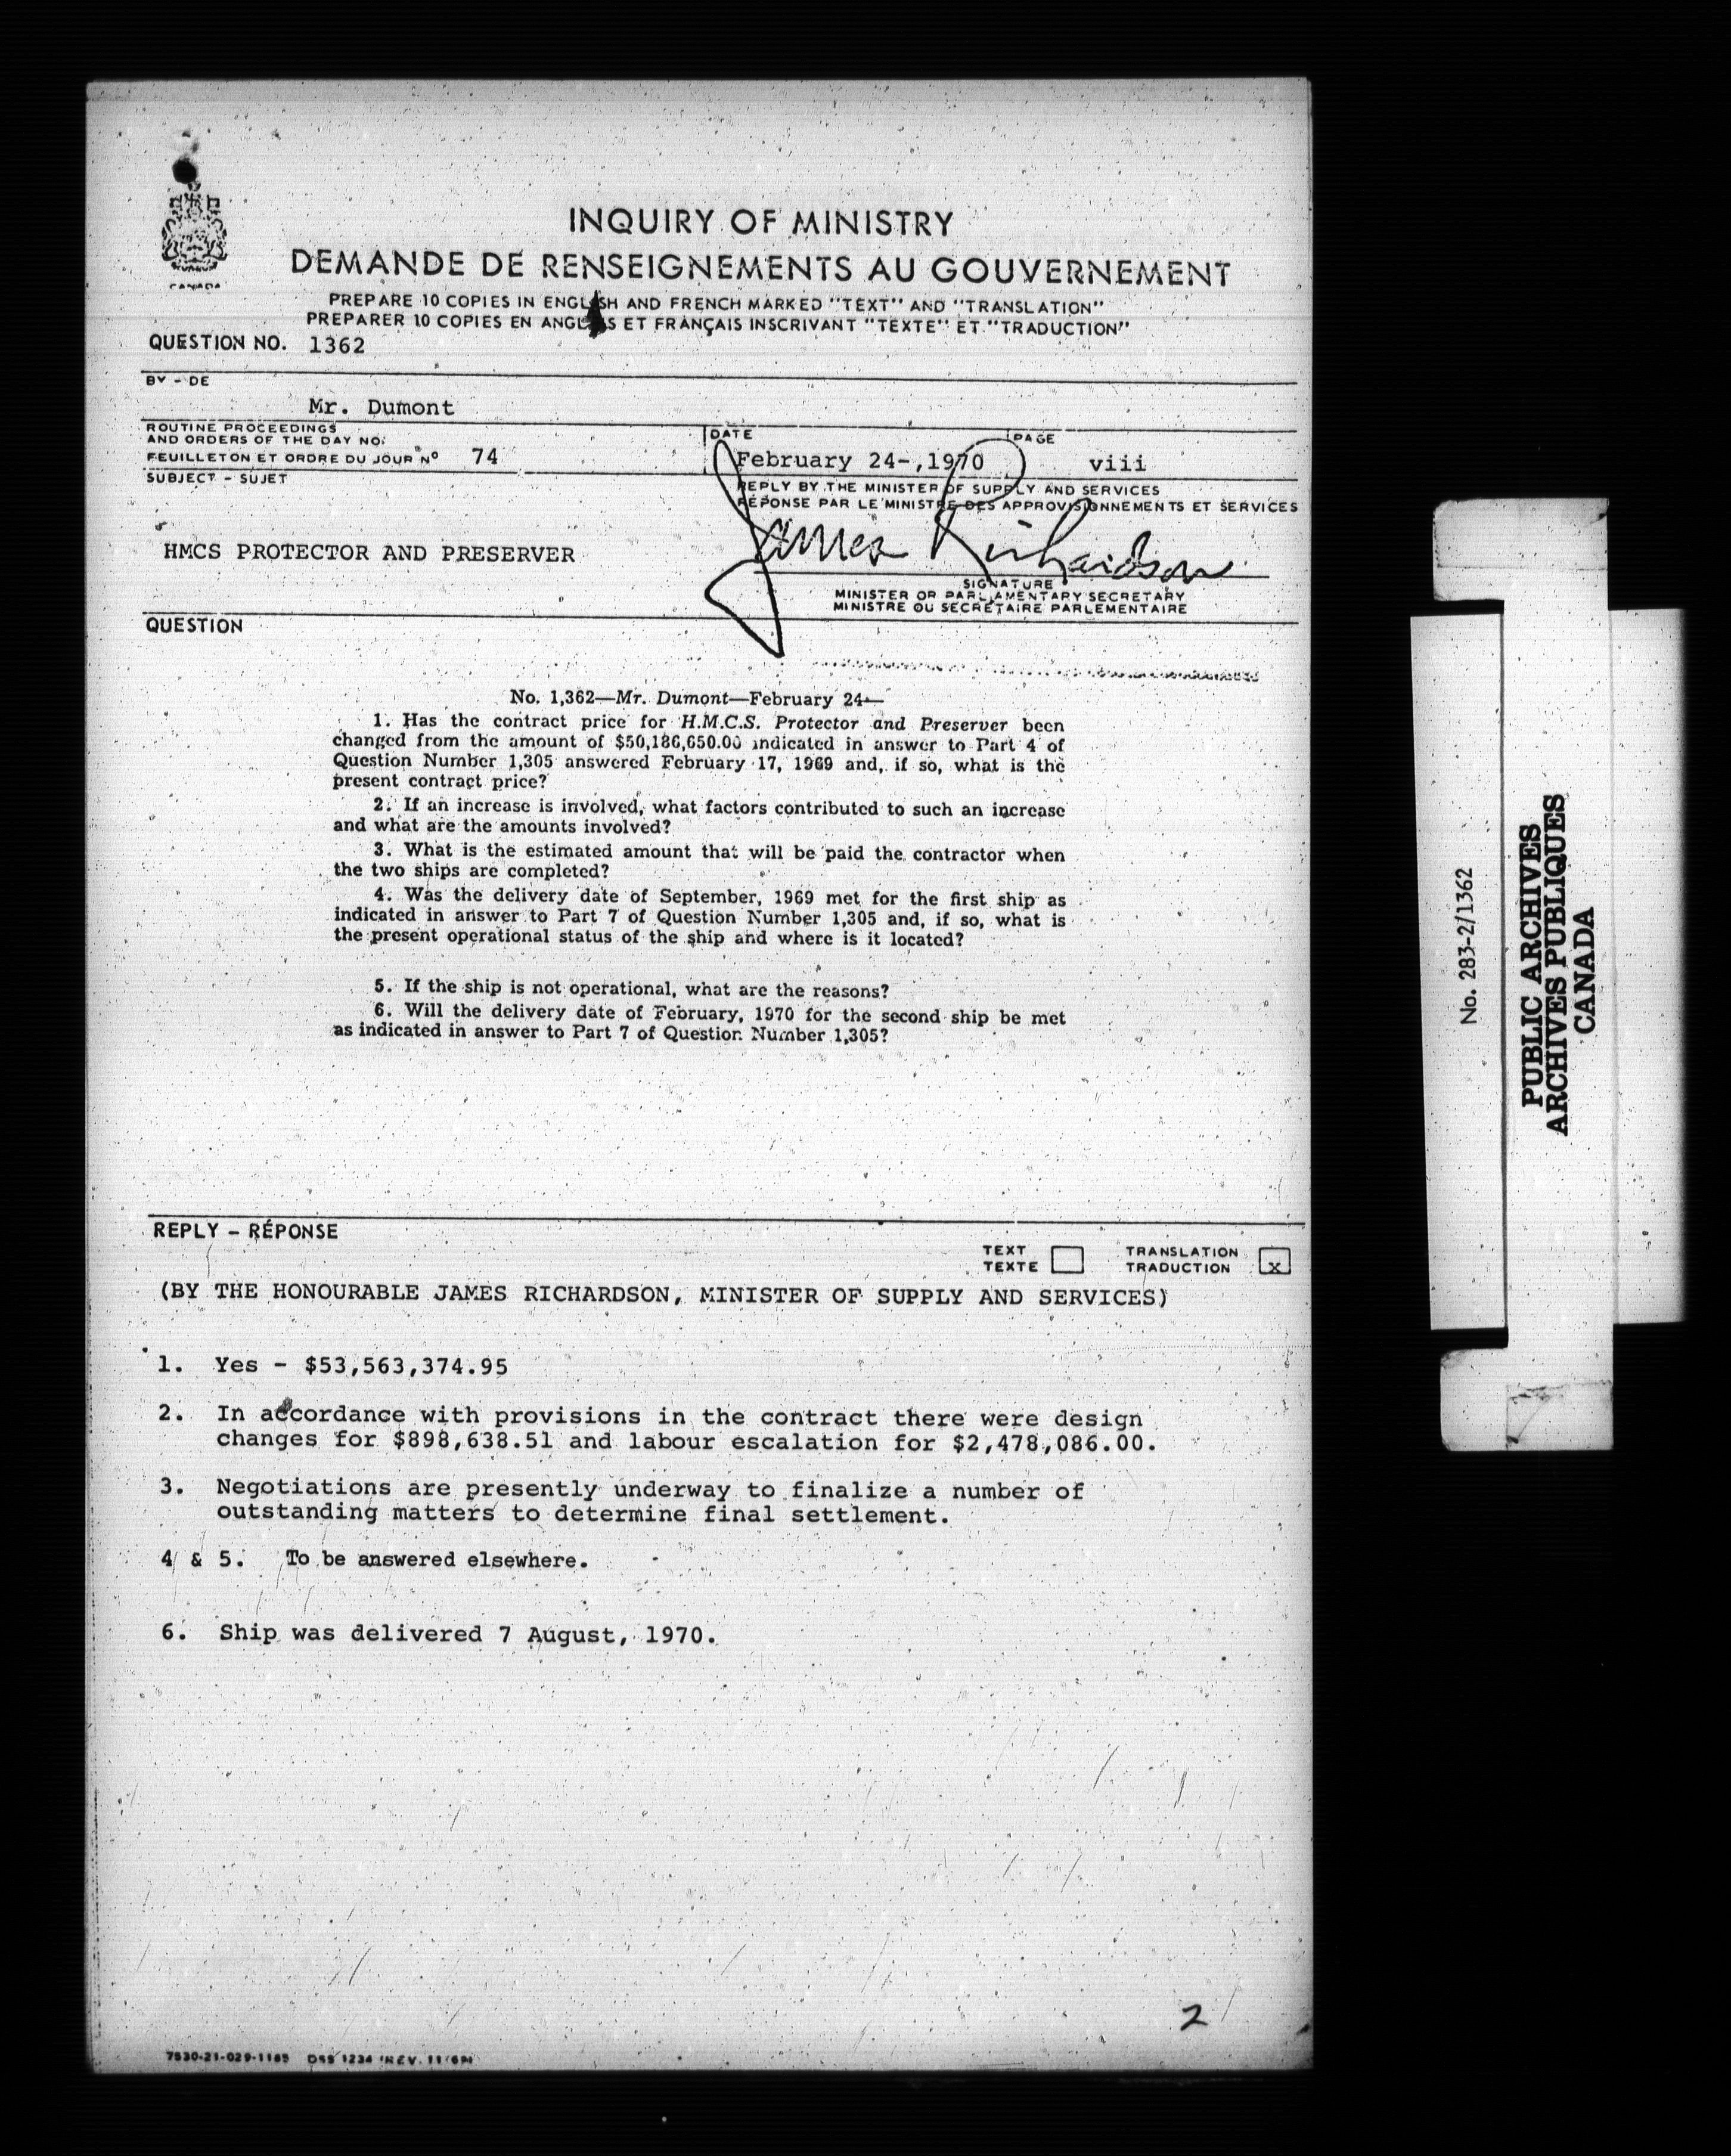 CANADA
INQUIRY OF MINISTRY
DEMANDE DE RENSEIGNEMENTS AU GOUVERNEMENT
PREPARE 10 COPIES IN ENGLISH AND FRENCH MARKED "TEXT" AND "TRANSLATION"
PREPARER 10 COPIES EN ANGLAIS ET FRANÇAIS INSCRIVANT "TEXTE" ET "TRADUCTION"
QUESTION NO. 1362
BY - DE
Mr. Dumont
ROUTINE PROCEEDINGS
AND ORDERS OF THE DAY NO.
FEUILLETON ET ORDRE DU JOUR Nº 74
DATE
February 24-,1970
PAGE
viii
SUBJECT - SUJET
HMCS PROTECTOR AND PRESERVER
REPLY BY THE MINISTER OF SUPPLY AND SERVICES
RÉPONSE PAR LE MINISTRE DES APPROVISIONNEMENTS ET SERVICES
James Richardson
SIGNATURE
MINISTER OR PARLIAMENTARY SECRETARY
MINISTRE OU SECRÉTAIRE PARLEMENTAIRE
QUESTION
No. 1,362—Mr. Dumont—February 24—
1. Has the contract price for H.M.C.S. Protector and Preserver been
changed from the amount of $50,186,650.00 indicated in answer to Part 4 of
Question Number 1,305 answered February 17, 1969 and, if so, what is the
present contract price?
2. If an increase is involved, what factors contributed to such an increase
and what are the amounts involved?
3. What is the estimated amount that will be paid the contractor when
the two ships are completed?
4. Was the delivery date of September, 1969 met for the first ship as
indicated in answer to Part 7 of Question Number 1,305 and, if so, what is
the present operational status of the ship and where is it located?
5. If the ship is not operational, what are the reasons?
6. Will the delivery date of February, 1970 for the second ship be met
as indicated in answer to Part 7 of Question Number 1,305?
REPLY - RÉPONSE
TEXT
TEXTE
TRANSLATION
TRADUCTION
x
(BY THE HONOURABLE JAMES RICHARDSON, MINISTER OF SUPPLY AND SERVICES)
1. Yes - $53,563,374.95
2. In accordance with provisions in the contract there were design
changes for $898,638.51 and labour escalation for $2,478,086.00.
3. Negotiations are presently underway to finalize a number of
outstanding matters to determine final settlement.
4 & 5. To be answered elsewhere.
6. Ship was delivered 7 August, 1970.
2
7530-21-029-1185 DSS 1234 (REV. 11/69)
No. 283-2/1362
PUBLIC ARCHIVES
ARCHIVES PUBLIQUES
CANADA